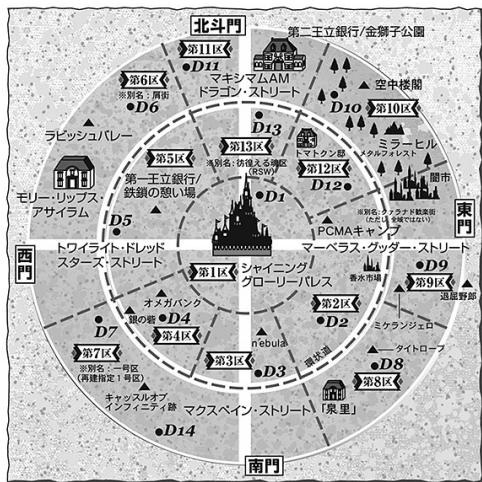 北斗門
第二王立銀行/金獅子公園
第11区
D11
マキシマムAM
ドラゴン・ストリート
第6区
※別名:屑街
D6
空中楼閣
D10
第10区
ラビッシュバレー
D13
第13区
※別名:彷徨える魂区
(RSW)
トマトクン邸
ミラーヒル
メタルフォレスト
第5区
第12区
D12
闇市
モリー・リップス・
アサイラム
第一王立銀行/
鉄鎖の憩い場
D1
※別名:クァラナド歓楽街
(ただし、全域ではない)
東門
D5
PCMAキャンプ
西門
トワイライト・ドレッド
スターズ・ストリート
マーベラス・グッダー・ストリート
第1区
シャイニング
グローリーパレス
香水市場
D9
第9区
退屈野郎
オメガバンク
銀の砦
D4
第4区
第2区
D2
ミケランジェロ
D7
第7区
※別名:一号区
(再建指定1号区)
n'ebula
環状道
タイトロープ
第3区
D3
D8
第8区
キャッスルオブ
インフィニティ跡
マクスペイン・ストリート
「泉里」
D14
南門